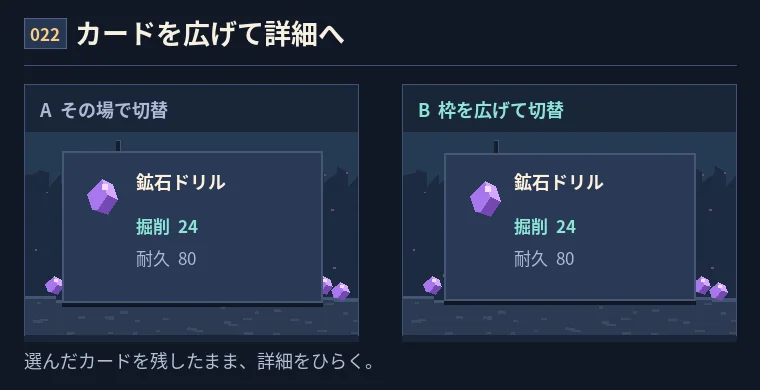 022 カードを広げて詳細へ
A その場で切替
鉱石ドリル
掘削 24
耐久 80
B 枠を広げて切替
鉱石ドリル
掘削 24
耐久 80
選んだカードを残したまま、詳細をひらく。